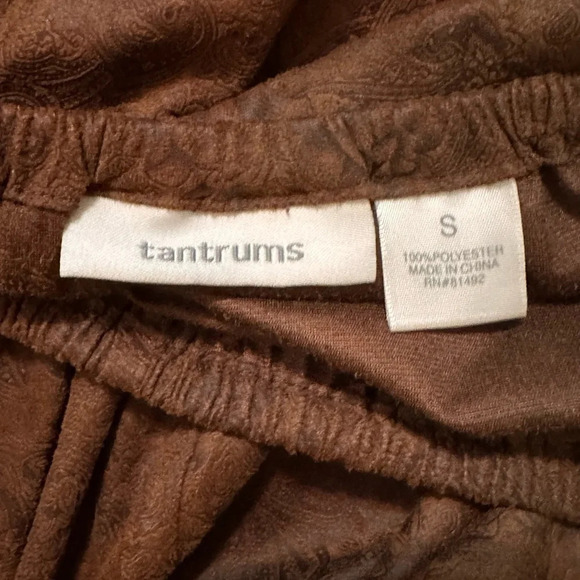 tantrums
S
100%POLYESTER
MADE IN CHINA
RN#81492